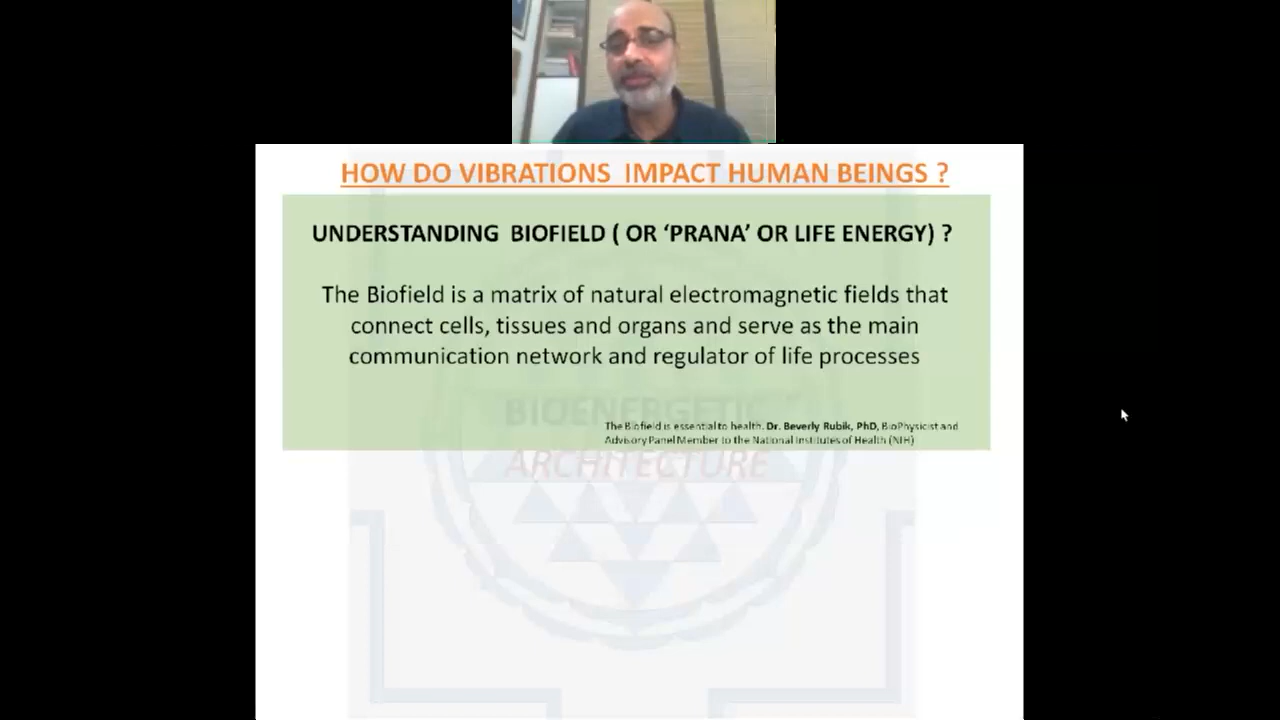 HOW DO VIBRATIONS IMPACT HUMAN BEINGS ?
UNDERSTANDING BIOFIELD ( OR ‘PRANA’ OR LIFE ENERGY) ?
The Biofield is a matrix of natural electromagnetic fields that
connect cells, tissues and organs and serve as the main
communication network and regulator of life processes
BIOENERGETIC
The Biofield is essential to health. Dr. Beverly Rubik, PhD, BioPhysicist and
Advisory Panel Member to the National Institutes of Health (NIH)
ARCHITECTURE